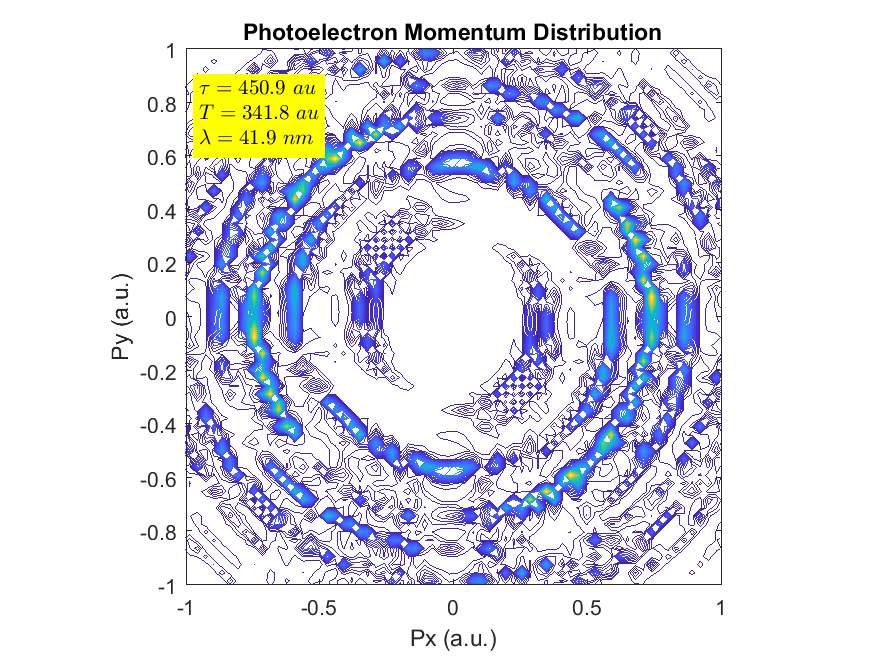 Photoelectron Momentum Distribution
τ = 450.9 au
T = 341.8 au
λ = 41.9 nm
1
0.8
0.6
0.4
0.2
0
-0.2
-0.4
-0.6
-0.8
-1
Py (a.u.)
-1 -0.5 0 0.5 1
Px (a.u.)